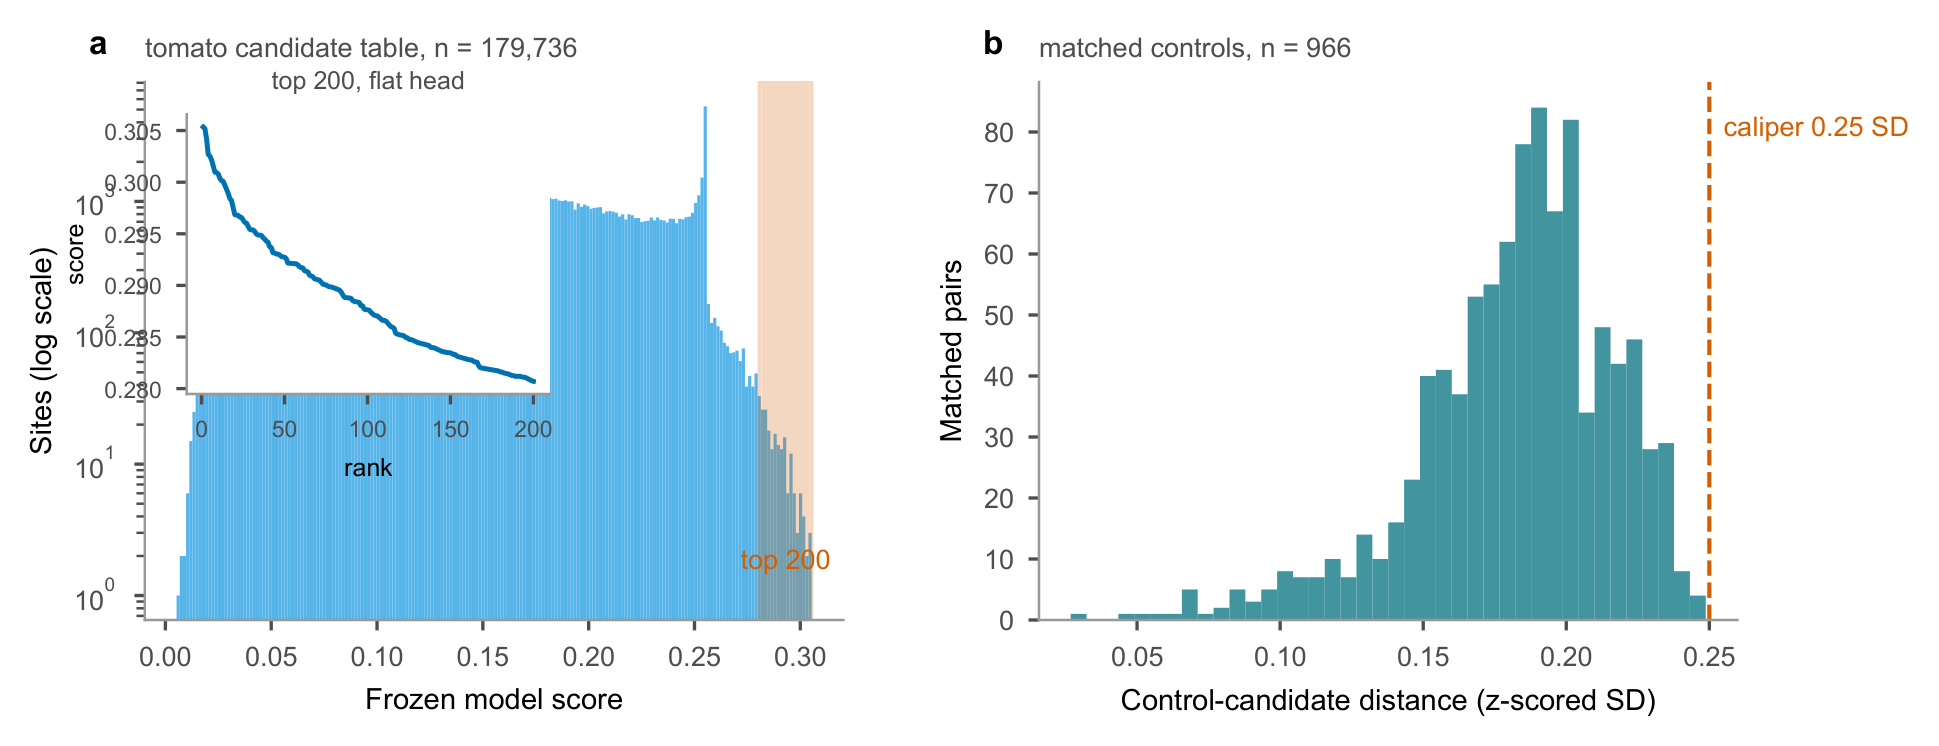 a
tomato candidate table, n = 179,736
top 200, flat head
0.305
0.300
0.295
0.290
0.285
0.280
score
0 50 100 150 200
rank
10^3
10^2
10^1
10^0
Sites (log scale)
top 200
0.00 0.05 0.10 0.15 0.20 0.25 0.30
Frozen model score
b
matched controls, n = 966
caliper 0.25 SD
80
70
60
50
40
30
20
10
0
Matched pairs
0.05 0.10 0.15 0.20 0.25
Control-candidate distance (z-scored SD)